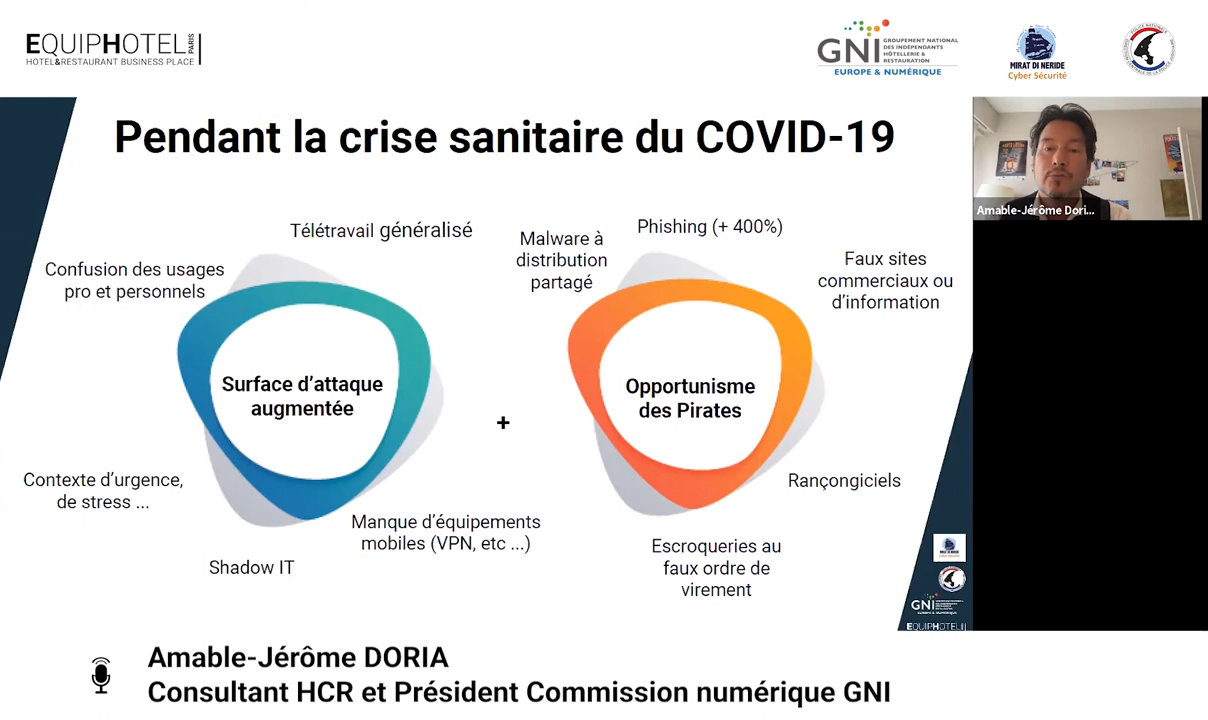 EQUIPHOTEL PARIS
HOTEL&RESTAURANT BUSINESS PLACE
GNI
GROUPEMENT NATIONAL
DES INDÉPENDANTS
HÔTELLERIE &
RESTAURATION
EUROPE & NUMÉRIQUE
MIRAT DI NERIDE
Cyber Sécurité
Pendant la crise sanitaire du COVID-19
Amable-Jérôme Dori...
Télétravail généralisé
Confusion des usages
pro et personnels
Surface d'attaque
augmentée
Contexte d'urgence,
de stress ...
Shadow IT
Manque d'équipements
mobiles (VPN, etc ...)
+
Phishing (+ 400%)
Malware à
distribution
partagé
Faux sites
commerciaux ou
d'information
Opportunisme
des Pirates
Rançongiciels
Escroqueries au
faux ordre de
virement
MIRAT DI NERIDE
GNI
EQUIPHOTEL
Amable-Jérôme DORIA
Consultant HCR et Président Commission numérique GNI